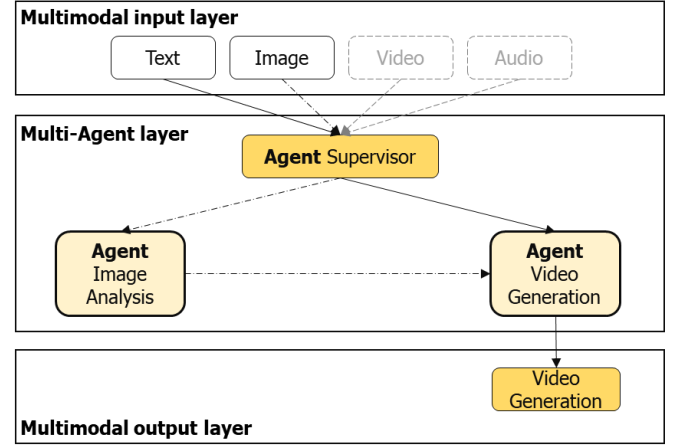 Multimodal input layer
Text
Image
Video
Audio
Multi-Agent layer
Agent Supervisor
Agent
Image
Analysis
Agent
Video
Generation
Video
Generation
Multimodal output layer